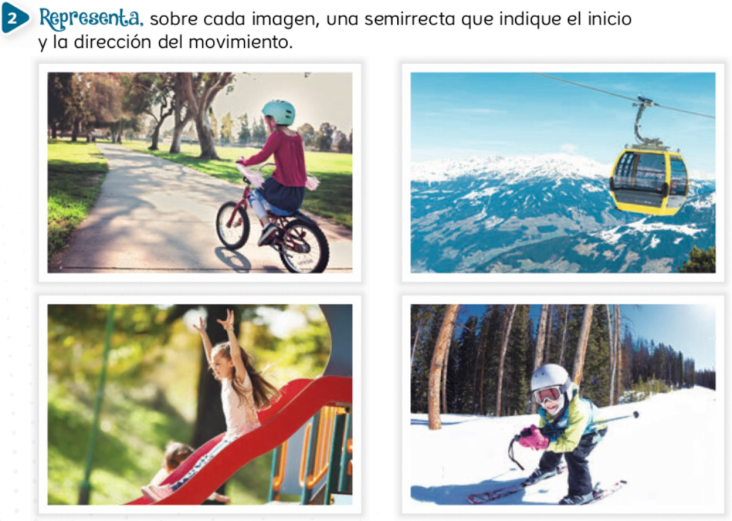 2 Representa, sobre cada imagen, una semirrecta que indique el inicio
y la dirección del movimiento.